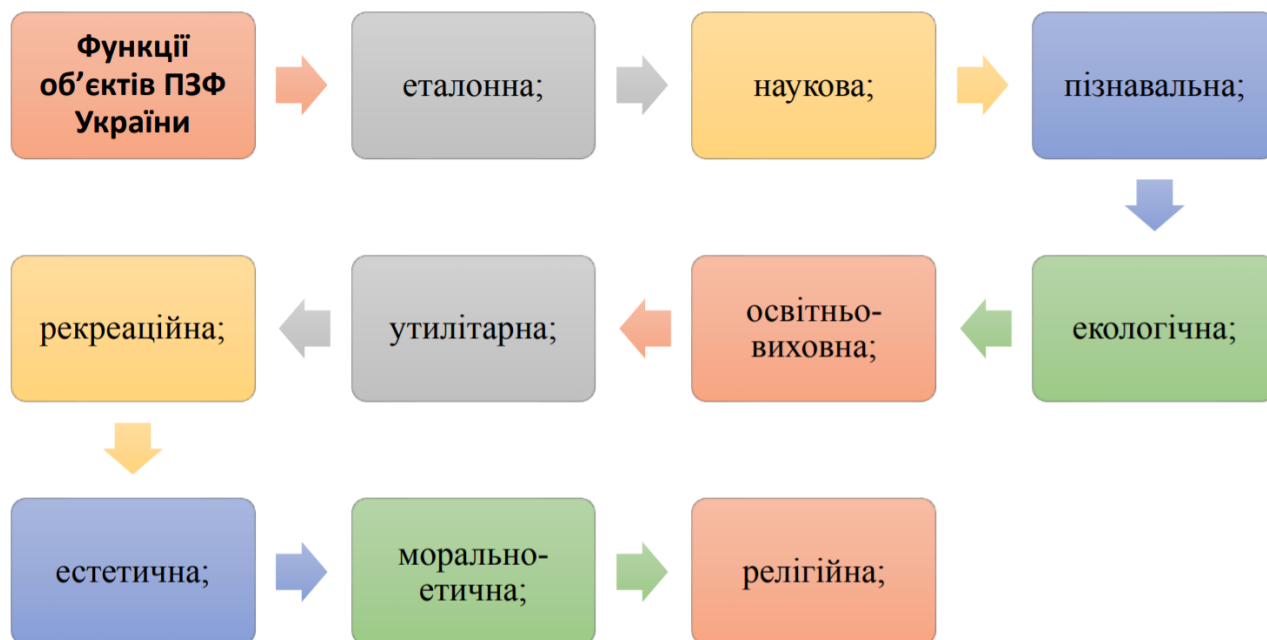 Функції
об’єктів ПЗФ
України
еталонна;
наукова;
пізнавальна;
екологічна;
освітньо-
виховна;
утилітарна;
рекреаційна;
естетична;
морально-
етична;
релігійна;